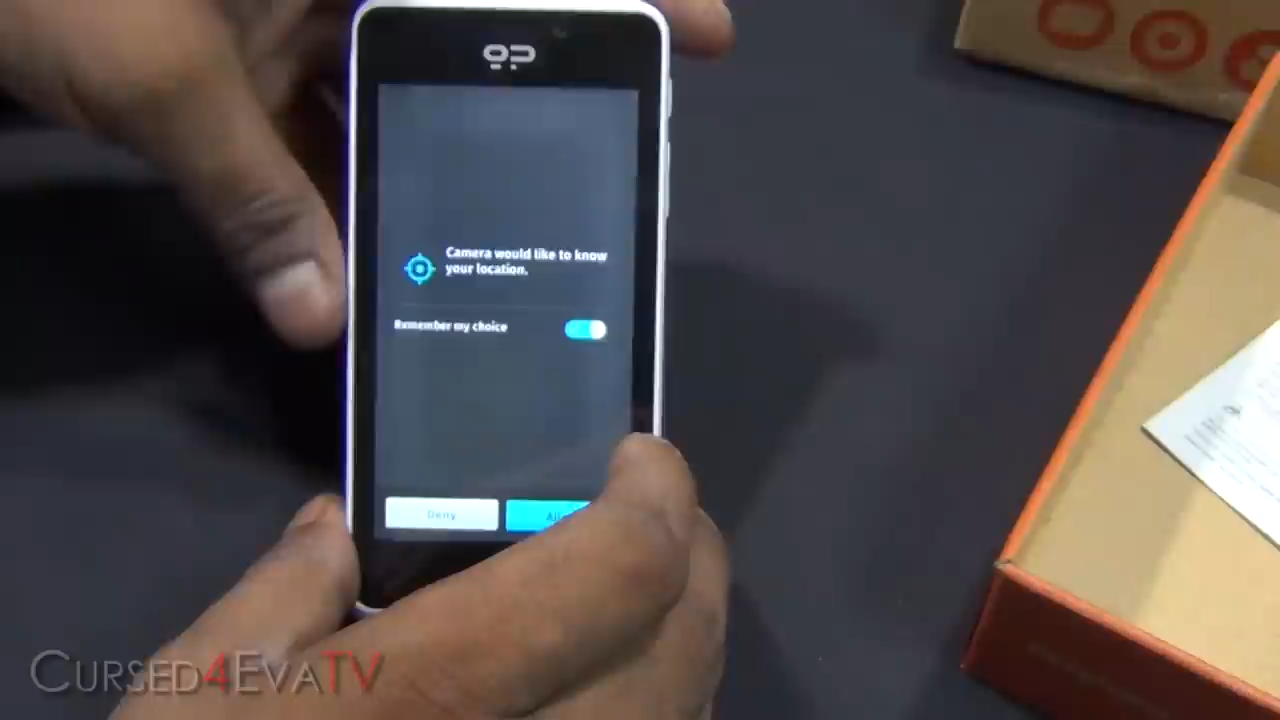 Camera would like to know
your location.
Remember my choice
Deny
CURSED4EVATV